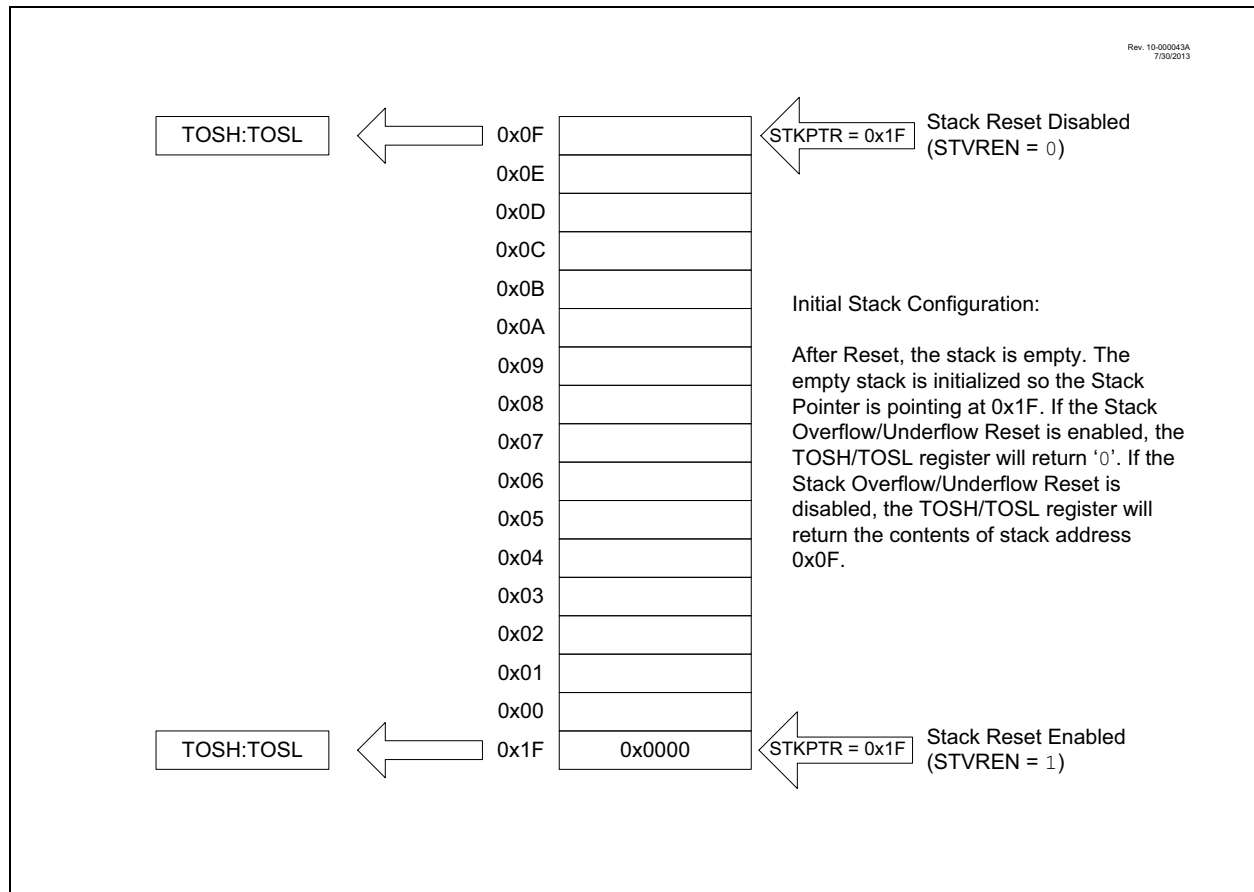 Rev. 10-000043A
7/30/2013
TOSH:TOSL
0x0F
STKPTR = 0x1F
Stack Reset Disabled
(STVREN = 0)
0x0E
0x0D
0x0C
0x0B
0x0A
0x09
0x08
0x07
0x06
0x05
0x04
0x03
0x02
0x01
0x00
Initial Stack Configuration:
After Reset, the stack is empty. The
empty stack is initialized so the Stack
Pointer is pointing at 0x1F. If the Stack
Overflow/Underflow Reset is enabled, the
TOSH/TOSL register will return ‘0’. If the
Stack Overflow/Underflow Reset is
disabled, the TOSH/TOSL register will
return the contents of stack address
0x0F.
TOSH:TOSL
0x1F
0x0000
STKPTR = 0x1F
Stack Reset Enabled
(STVREN = 1)